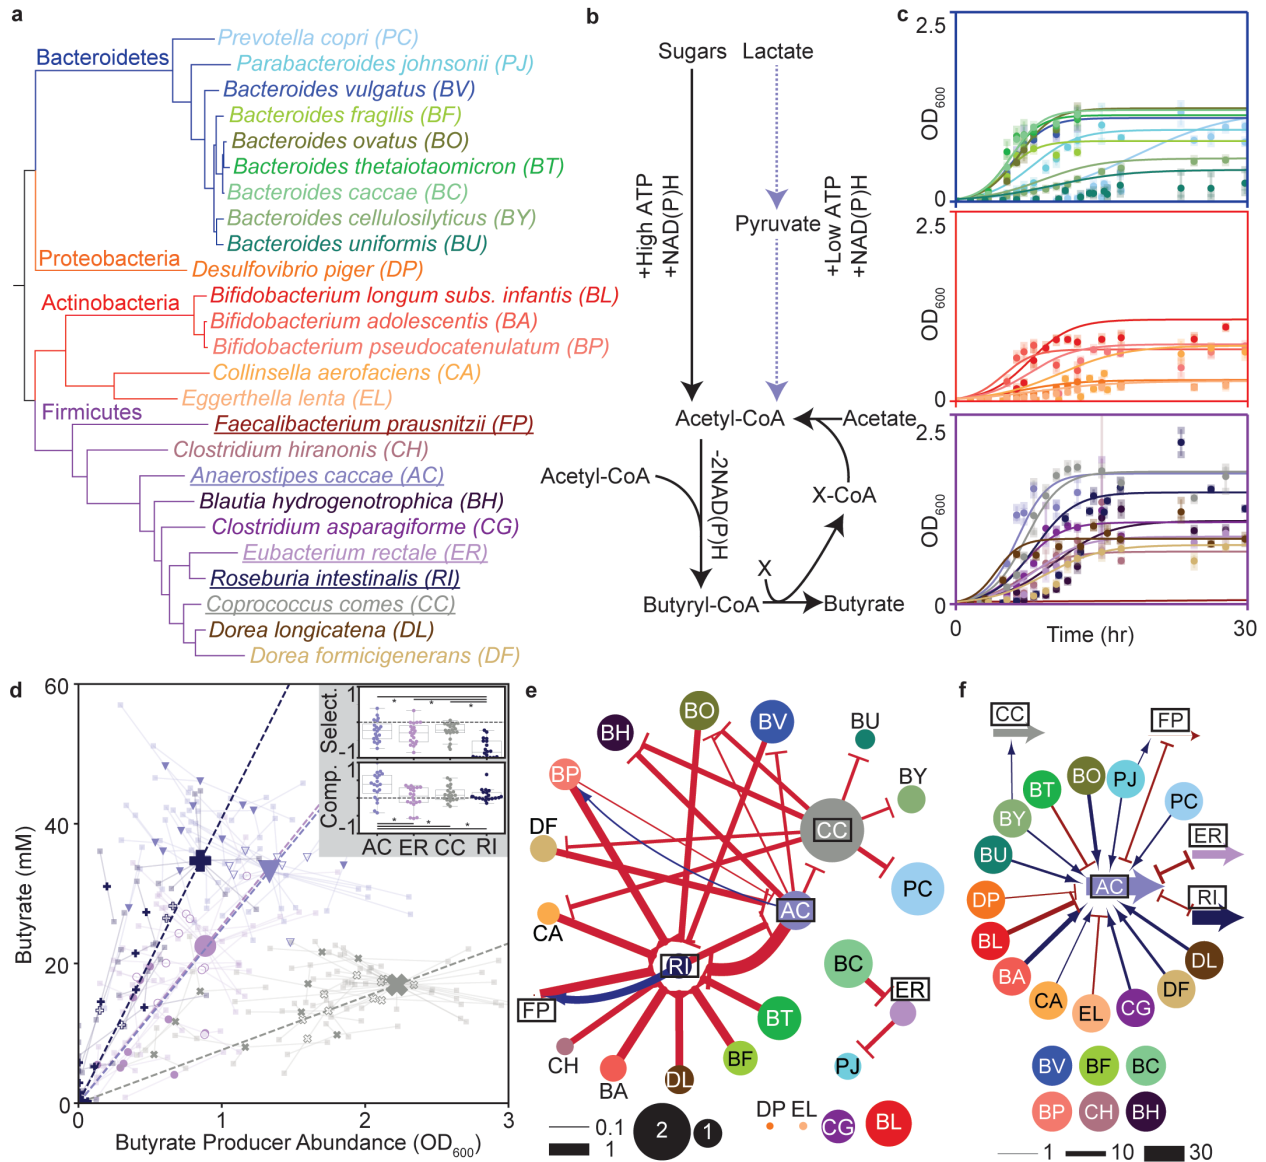 a
Bacteroidetes
Prevotella copri (PC)
Parabacteroides johnsonii (PJ)
Bacteroides vulgatus (BV)
Bacteroides fragilis (BF)
Bacteroides ovatus (BO)
Bacteroides thetaiotaomicron (BT)
Bacteroides caccae (BC)
Bacteroides cellulosilyticus (BY)
Bacteroides uniformis (BU)
Proteobacteria
Desulfovibrio piger (DP)
Actinobacteria
Bifidobacterium longum subs. infantis (BL)
Bifidobacterium adolescentis (BA)
Bifidobacterium pseudocatenulatum (BP)
Collinsella aerofaciens (CA)
Eggerthella lenta (EL)
Firmicutes
Faecalibacterium prausnitzii (FP)
Clostridium hiranonis (CH)
Anaerostipes caccae (AC)
Blautia hydrogenotrophica (BH)
Clostridium asparagiforme (CG)
Eubacterium rectale (ER)
Roseburia intestinalis (RI)
Coprococcus comes (CC)
Dorea longicatena (DL)
Dorea formicigenerans (DF)
b
Sugars Lactate
+High ATP
+NAD(P)H
Pyruvate
+Low ATP
+NAD(P)H
Acetyl-CoA
Acetate
Acetyl-CoA
-2NAD(P)H
X-CoA
X
Butyryl-CoA
Butyrate
c
2.5
OD600
0
2.5
OD600
0
2.5
OD600
0
0
30
Time (hr)
d
60
40
20
0
Butyrate (mM)
0
1
2
3
Butyrate Producer Abundance (OD600)
Select.
1
-1
*
*
*
Comp.
1
-1
*
*
*
AC ER CC RI
e
BO
BV
BH
BU
BP
BY
DF
CC
PC
CA
AC
BC
RI
ER
FP
BT
CH
BF
PJ
BA
DL
0.1
1
2
1
DP EL
CG
BL
f
CC
FP
BO
PJ
BT
PC
BY
ER
BU
AC
RI
DP
BL
DL
BA
DF
CA
EL
CG
BV BF BC
BP CH BH
1
10
30